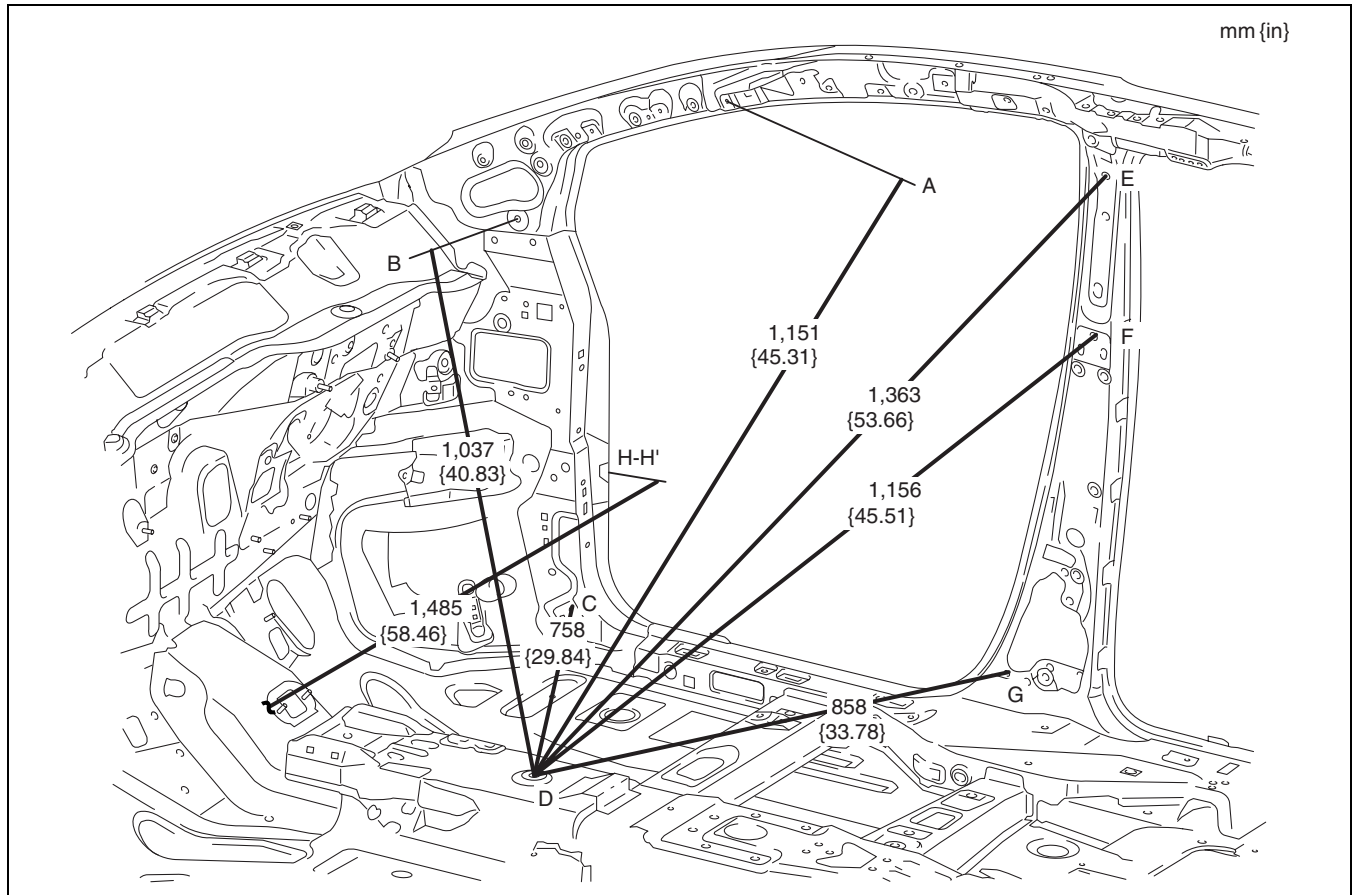 mm {in}
A
E
B
F
1,151
{45.31}
1,363
{53.66}
1,037
{40.83}
H-H'
1,156
{45.51}
1,485
{58.46}
C
758
{29.84}
G
858
{33.78}
D